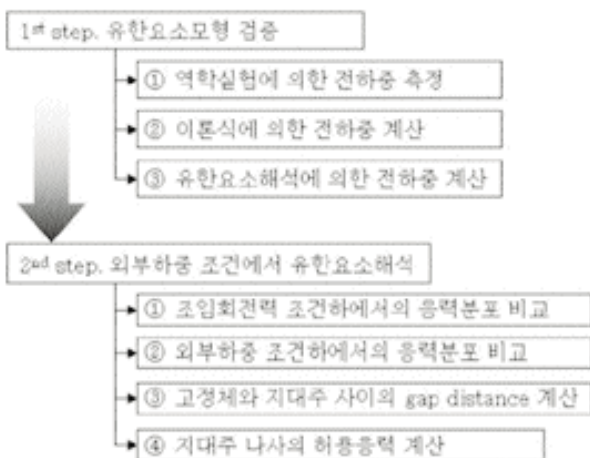 1st step. 유한요소모형 검증
① 역학실험에 의한 전하중 측정
② 이론식에 의한 전하중 계산
③ 유한요소해석에 의한 전하중 계산
2nd step. 외부하중 조건에서 유한요소해석
① 조임회전력 조건하에서의 응력분포 비교
② 외부하중 조건하에서의 응력분포 비교
③ 고정체와 지대주 사이의 gap distance 계산
④ 지대주 나사의 허용응력 계산